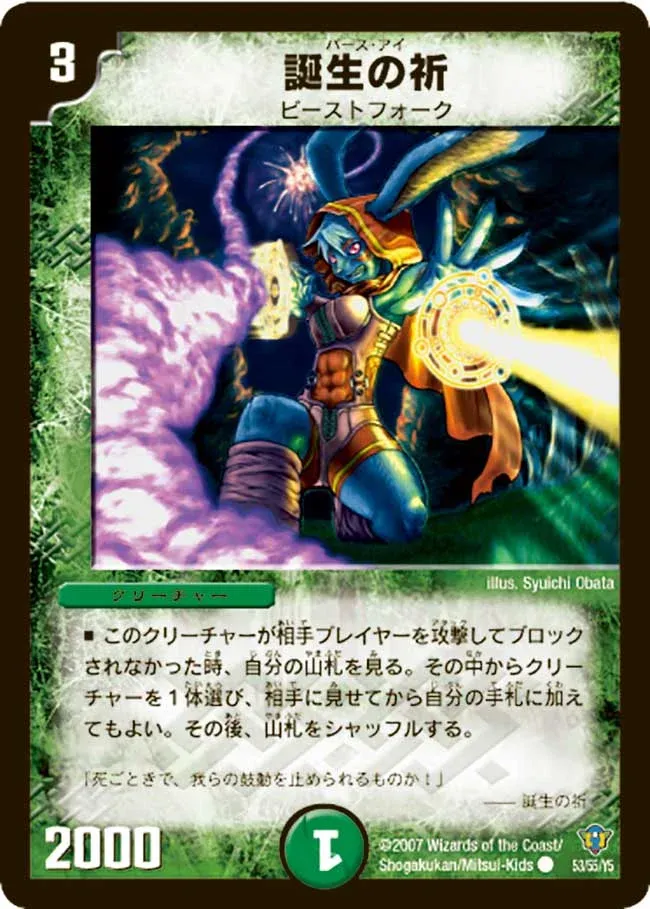 3
バース・アイ
誕生の祈
ビーストフォーク
illus. Syuichi Obata
クリーチャー
■ このクリーチャーが相手プレイヤーを攻撃してブロック
されなかった時、自分の山札を見る。その中からクリー
チャーを1体選び、相手に見せてから自分の手札に加え
てもよい。その後、山札をシャッフルする。
「死ごときで、我らの鼓動を止められるものか!」
—— 誕生の祈
2000
1
©2007 Wizards of the Coast/
Shogakukan/Mitsui-Kids
53/55/Y5